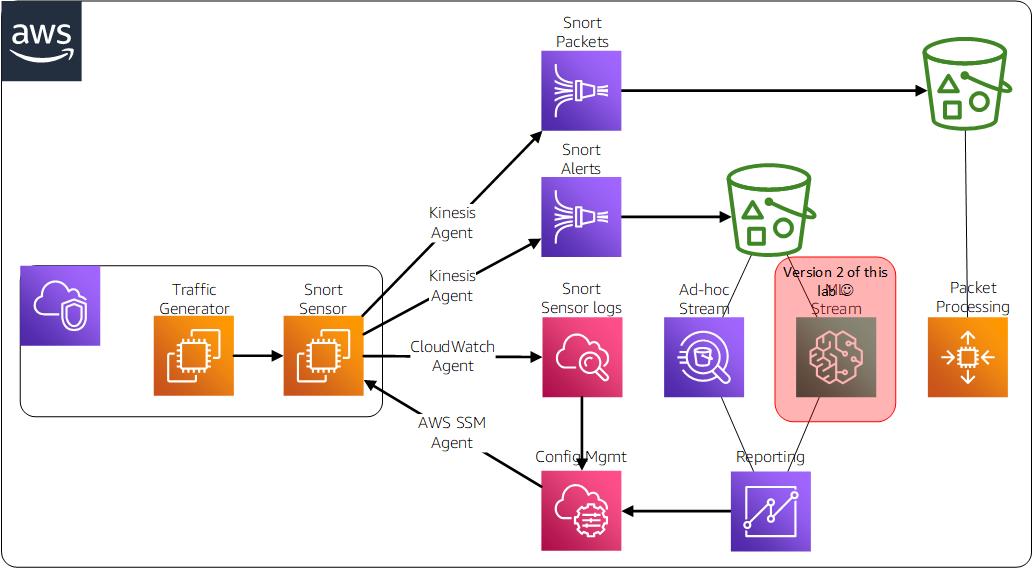 aws
Snort
Packets
Snort
Alerts
Kinesis
Agent
Kinesis
Agent
Traffic
Generator
Snort
Sensor
CloudWatch
Agent
AWS SSM
Agent
Snort
Sensor logs
Config Mgmt
Ad-hoc
Stream
Version 2 of this
lab ☺
ML
Stream
Packet
Processing
Reporting